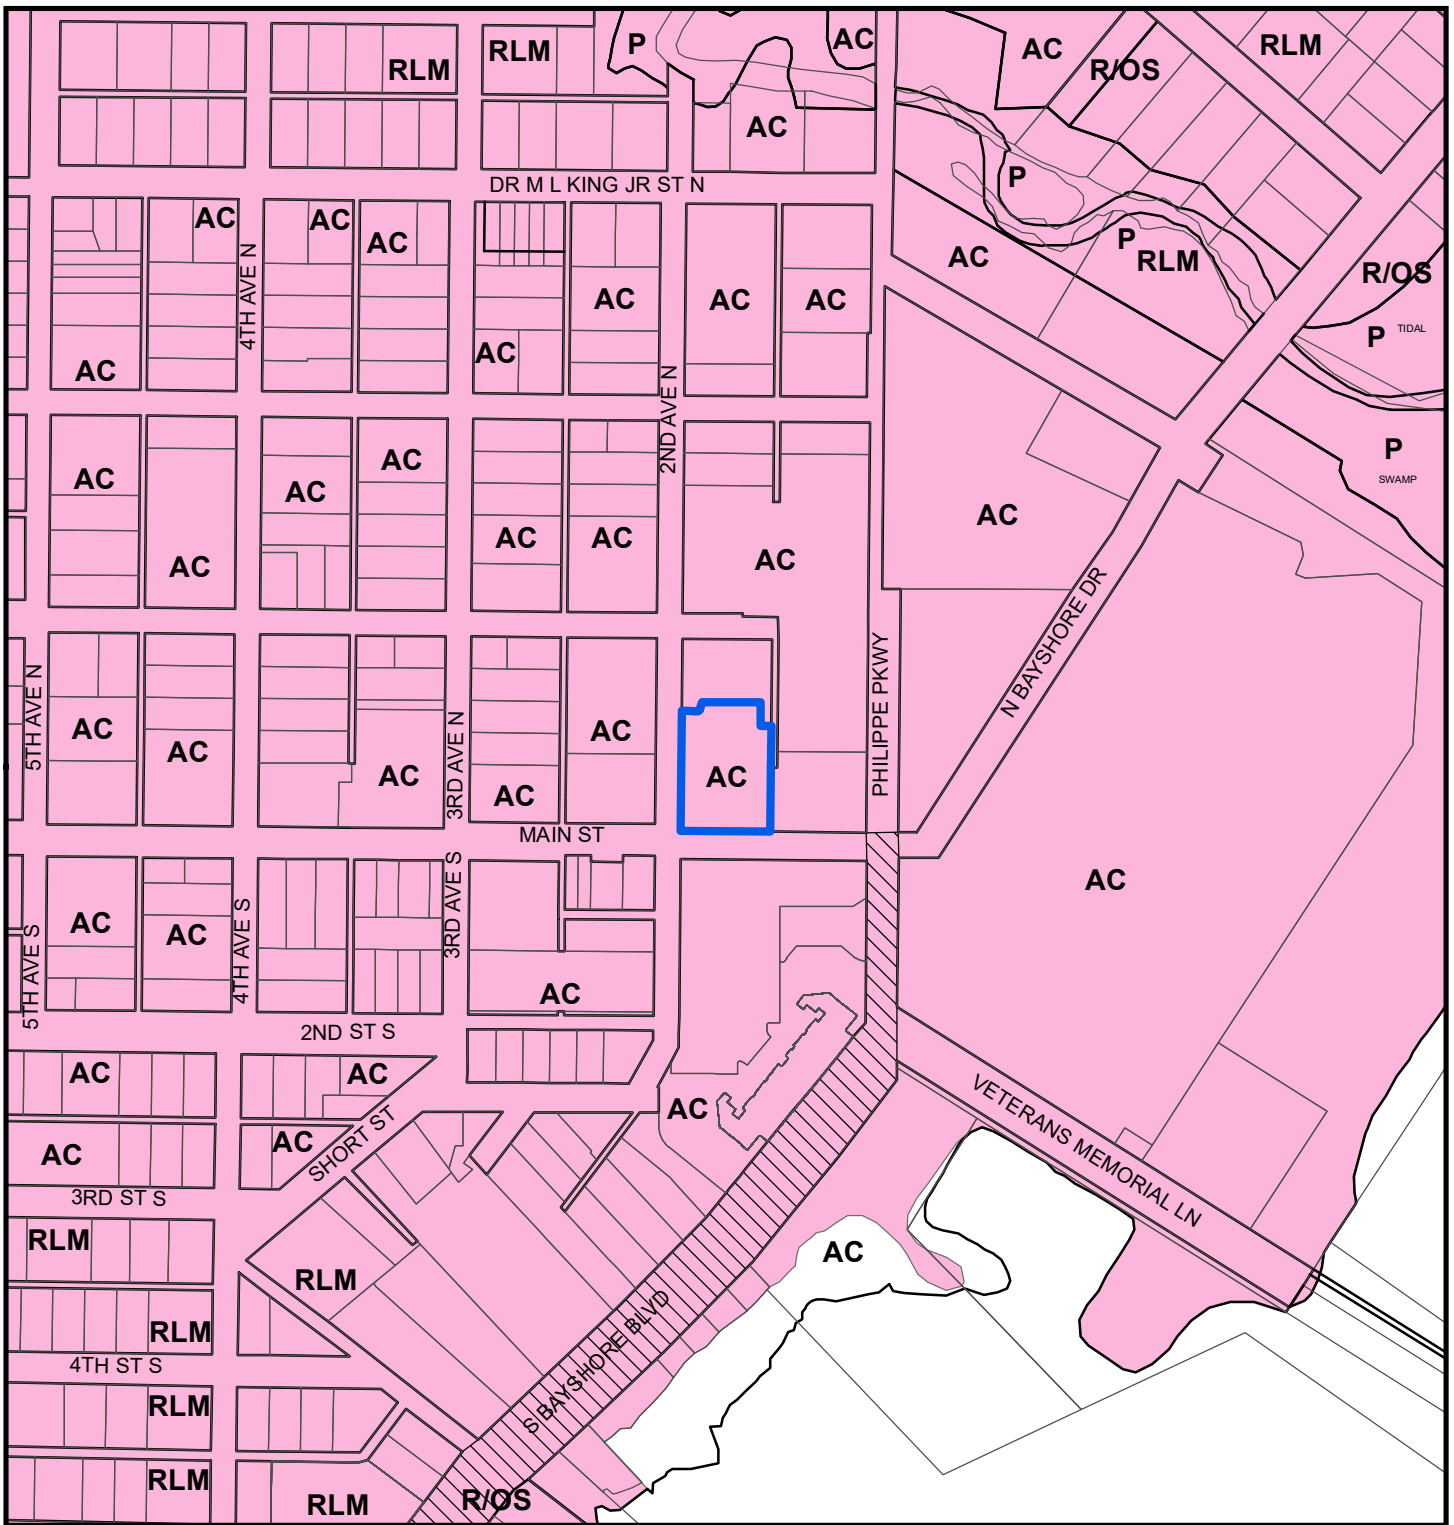 P
AC
RLM
RLM
AC
R/OS
RLM
AC
DR M L KING JR ST N
P
AC
AC
AC
4TH AVE N
AC
AC
AC
AC
AC
AC
AC
2ND AVE N
AC
P
RLM
R/OS
P
TIDAL
P
SWAMP
AC
AC
AC
AC
AC
AC
AC
AC
AC
N BAYSHORE DR
PHILIPPE PKWY
5TH AVE N
AC
AC
AC
3RD AVE N
AC
AC
AC
MAIN ST
AC
AC
AC
4TH AVE S
3RD AVE S
5TH AVE S
AC
2ND ST S
AC
AC
AC
AC
AC
SHORT ST
3RD ST S
VETERANS MEMORIAL LN
RLM
RLM
AC
RLM
4TH ST S
S BAYSHORE BLVD
RLM
RLM
RLM
R/OS